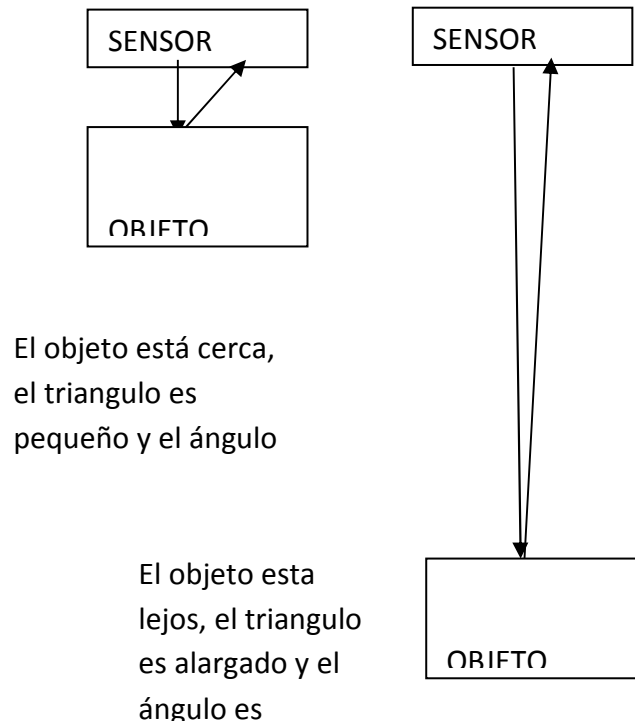 SENSOR
SENSOR
OBJETO
El objeto está cerca,
el triangulo es
pequeño y el ángulo
El objeto esta
lejos, el triangulo
es alargado y el
ángulo es
OBJETO